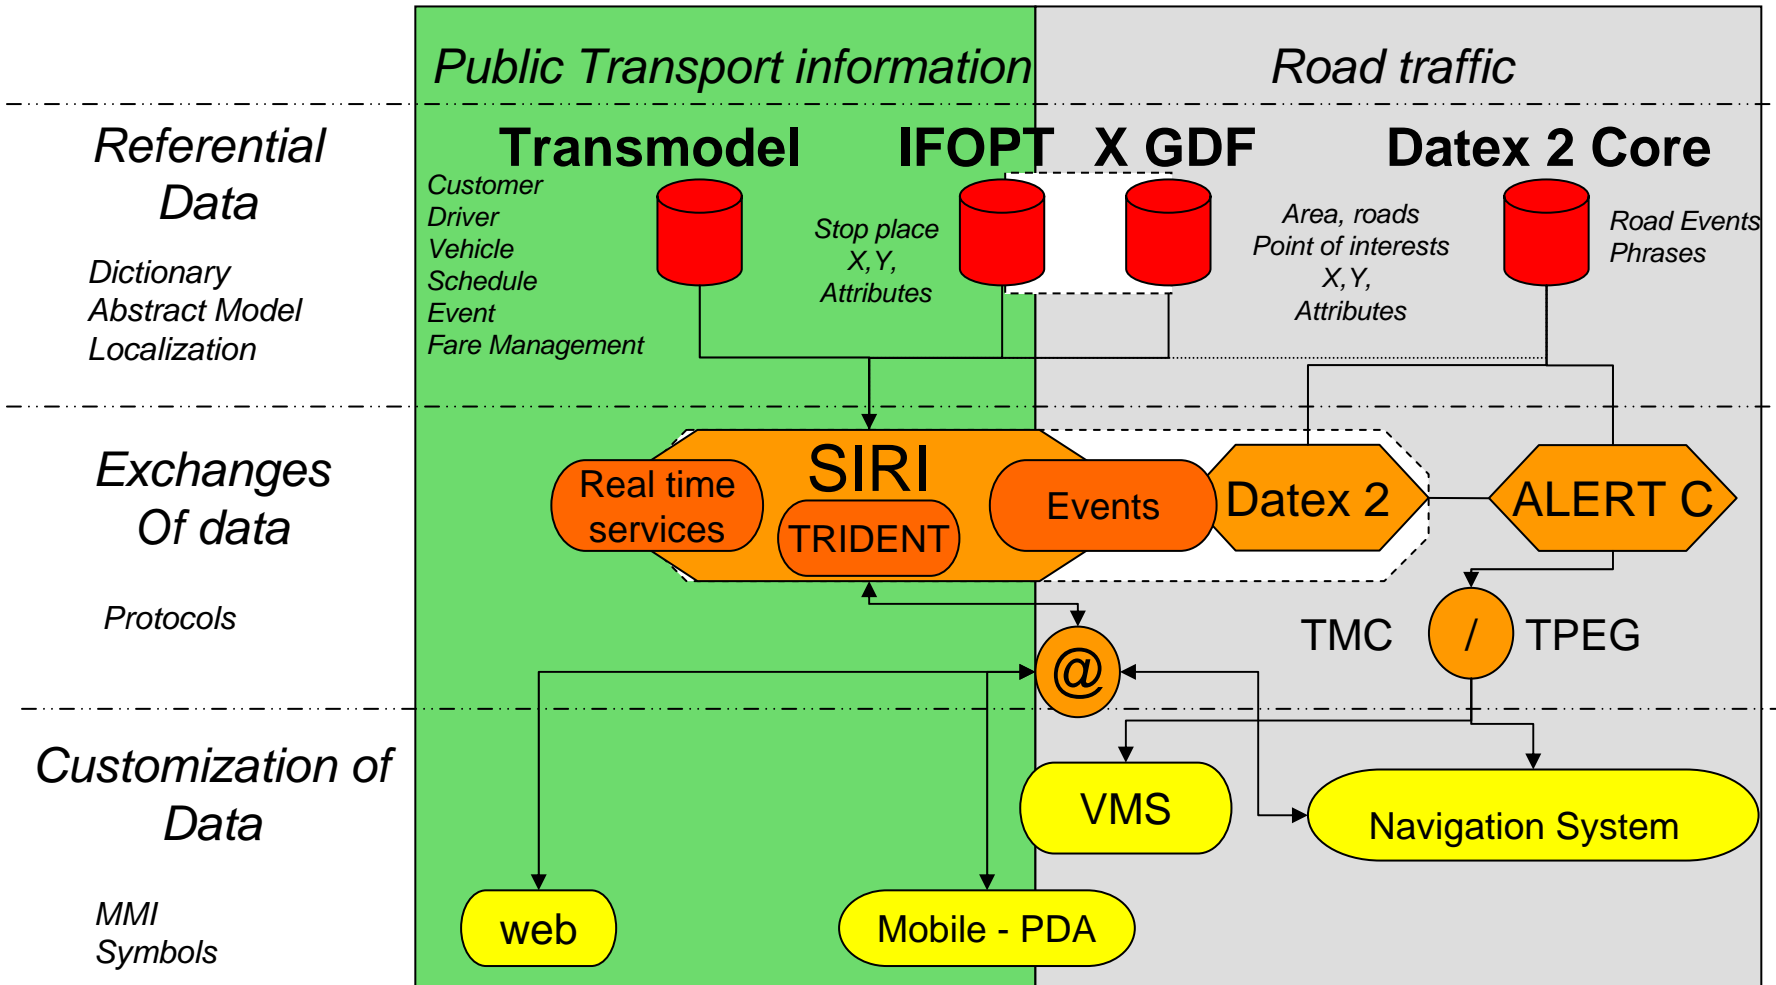 Public Transport information
Road traffic
Referential
Data
Dictionary
Abstract Model
Localization
Transmodel
IFOPT
X GDF
Datex 2 Core
Customer
Driver
Vehicle
Schedule
Event
Fare Management
Stop place
X,Y,
Attributes
Area, roads
Point of interests
X,Y,
Attributes
Road Events
Phrases
Exchanges
Of data
Protocols
SIRI
Real time
services
TRIDENT
Events
Datex 2
ALERT C
TMC
/
TPEG
@
Customization of
Data
MMI
Symbols
VMS
Navigation System
web
Mobile - PDA